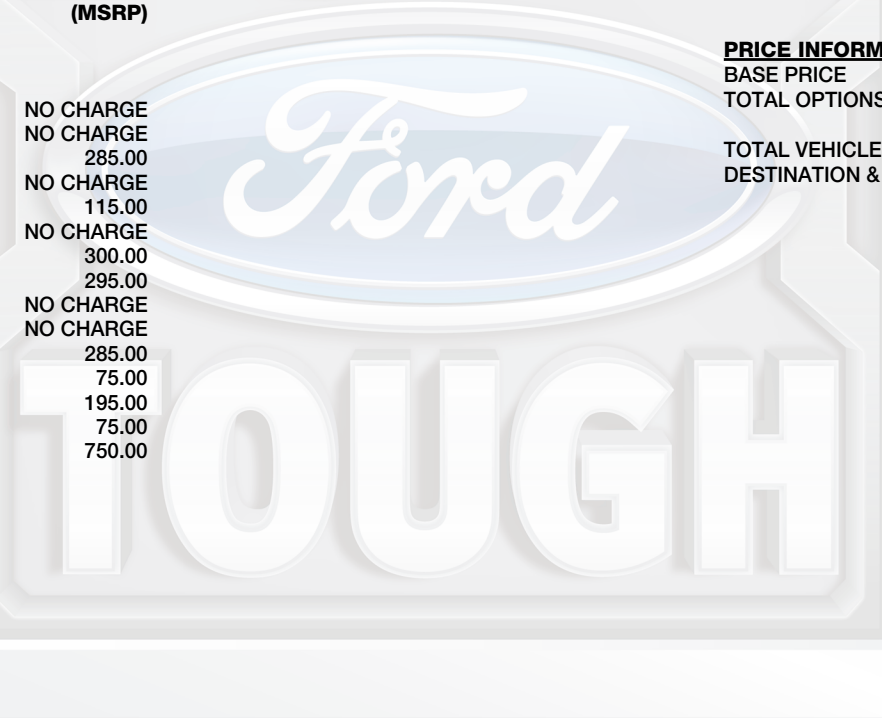 (MSRP)
NO CHARGE
NO CHARGE
285.00
NO CHARGE
115.00
NO CHARGE
300.00
295.00
NO CHARGE
NO CHARGE
285.00
75.00
195.00
75.00
750.00
PRICE INFORM
BASE PRICE
TOTAL OPTIONS
TOTAL VEHICLE
DESTINATION &
Ford
TOUGH